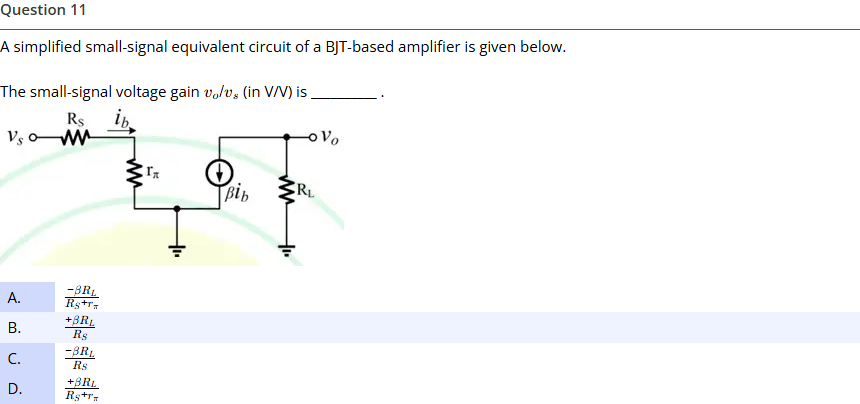 Question 11
A simplified small-signal equivalent circuit of a BJT-based amplifier is given below.
The small-signal voltage gain vₒ/vₛ (in V/V) is ________ .
R_S i_b
V_s V_o
r_π
βi_b R_L
A. −βR_L / R_S+r_π
B. +βR_L / R_S
C. −βR_L / R_S
D. +βR_L / R_S+r_π